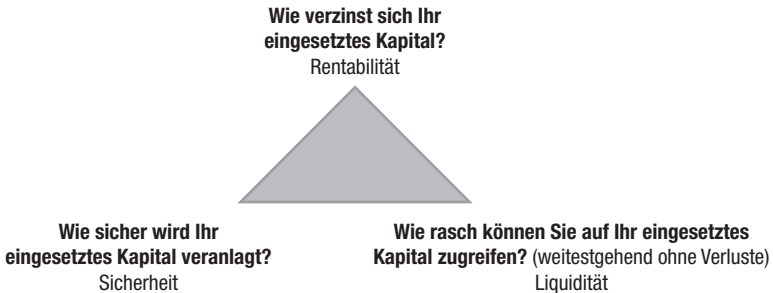 Wie verzinst sich Ihr
eingesetztes Kapital?
Rentabilität
Wie sicher wird Ihr
eingesetztes Kapital veranlagt?
Sicherheit
Wie rasch können Sie auf Ihr eingesetztes
Kapital zugreifen? (weitestgehend ohne Verluste)
Liquidität